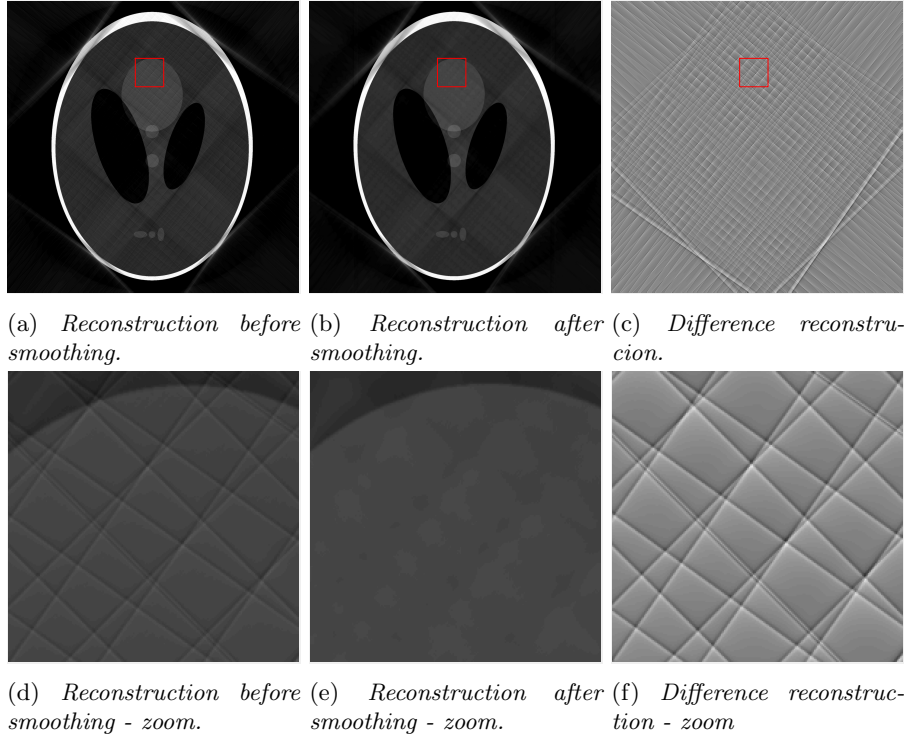 (a) Reconstruction before smoothing.
(b) Reconstruction after smoothing.
(c) Difference reconstru-
cion.
(d) Reconstruction before
smoothing - zoom.
(e) Reconstruction after
smoothing - zoom.
(f) Difference reconstruc-
tion - zoom